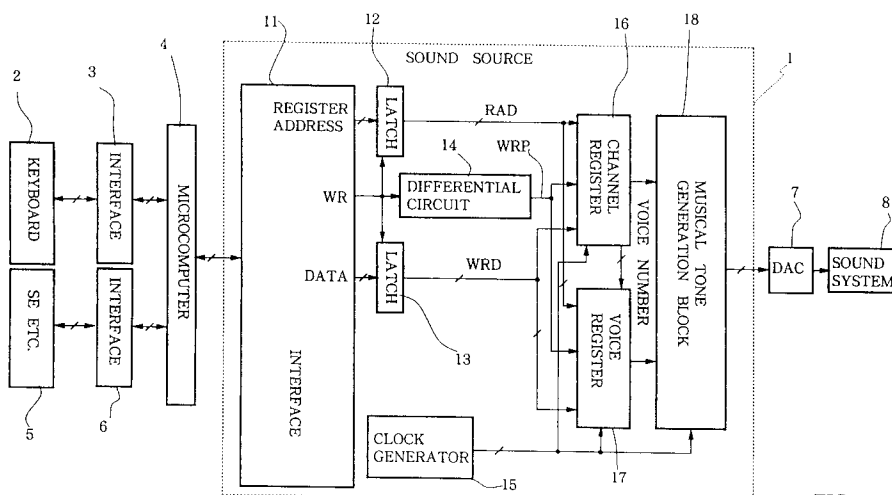 11
12
16
18
1
SOUND SOURCE
4
3
2
REGISTER
ADDRESS
LATCH
RAD
14
WRP
DIFFERENTIAL
CIRCUIT
WR
CHANNEL
REGISTER
MUSICAL TONE
GENERATION BLOCK
VOICE NUMBER
KEYBOARD
INTERFACE
MICROCOMPUTER
7
8
DATA
LATCH
WRD
DAC
SOUND
SYSTEM
SE ETC.
INTERFACE
13
VOICE
REGISTER
INTERFACE
5
6
CLOCK
GENERATOR
15
17